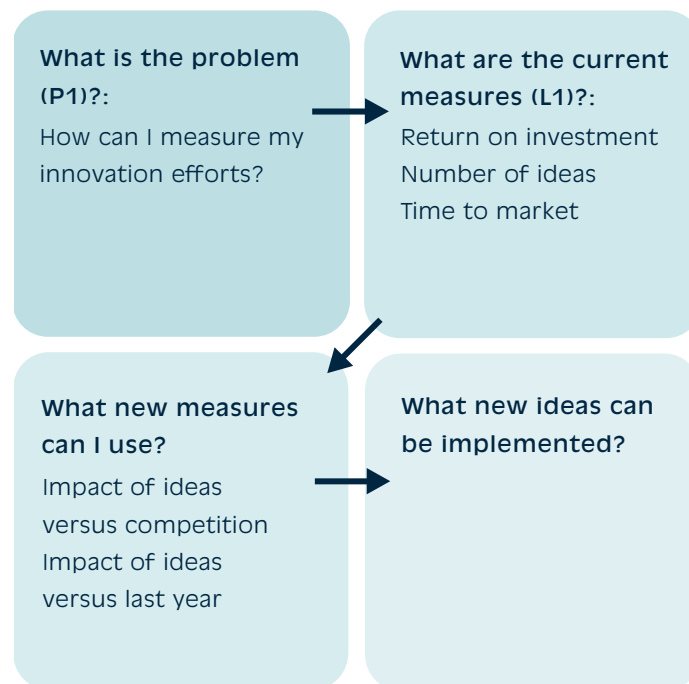 What is the problem
(P1)?:
How can I measure my
innovation efforts?
What are the current
measures (L1)?:
Return on investment
Number of ideas
Time to market
What new measures
can I use?
Impact of ideas
versus competition
Impact of ideas
versus last year
What new ideas can
be implemented?